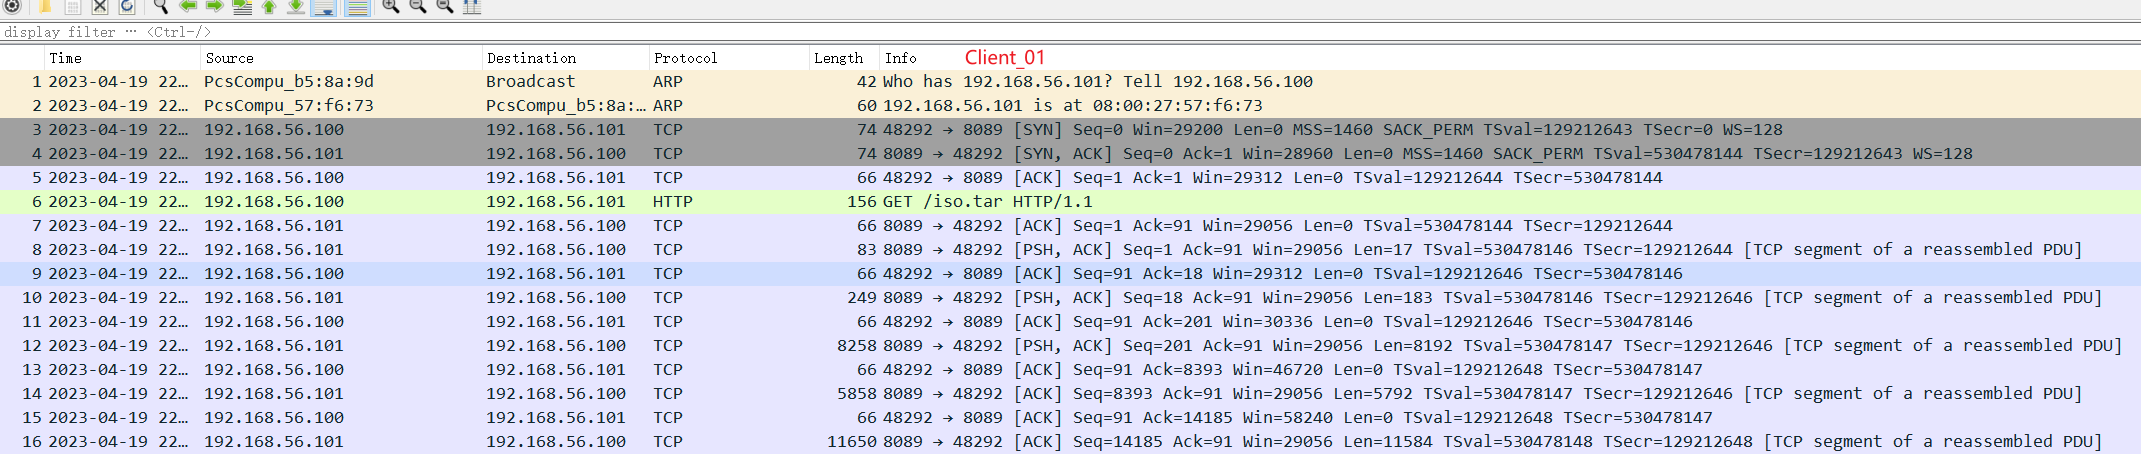 display filter … <Ctrl-/>
Time Source Destination Protocol Length Info Client_01
1 2023-04-19 22… PcsCompu_b5:8a:9d Broadcast ARP 42 Who has 192.168.56.101? Tell 192.168.56.100
2 2023-04-19 22… PcsCompu_57:f6:73 PcsCompu_b5:8a:… ARP 60 192.168.56.101 is at 08:00:27:57:f6:73
3 2023-04-19 22… 192.168.56.100 192.168.56.101 TCP 74 48292 → 8089 [SYN] Seq=0 Win=29200 Len=0 MSS=1460 SACK_PERM TSval=129212643 TSecr=0 WS=128
4 2023-04-19 22… 192.168.56.101 192.168.56.100 TCP 74 8089 → 48292 [SYN, ACK] Seq=0 Ack=1 Win=28960 Len=0 MSS=1460 SACK_PERM TSval=530478144 TSecr=129212643 WS=128
5 2023-04-19 22… 192.168.56.100 192.168.56.101 TCP 66 48292 → 8089 [ACK] Seq=1 Ack=1 Win=29312 Len=0 TSval=129212644 TSecr=530478144
6 2023-04-19 22… 192.168.56.100 192.168.56.101 HTTP 156 GET /iso.tar HTTP/1.1
7 2023-04-19 22… 192.168.56.101 192.168.56.100 TCP 66 8089 → 48292 [ACK] Seq=1 Ack=91 Win=29056 Len=0 TSval=530478144 TSecr=129212644
8 2023-04-19 22… 192.168.56.101 192.168.56.100 TCP 83 8089 → 48292 [PSH, ACK] Seq=1 Ack=91 Win=29056 Len=17 TSval=530478146 TSecr=129212644 [TCP segment of a reassembled PDU]
9 2023-04-19 22… 192.168.56.100 192.168.56.101 TCP 66 48292 → 8089 [ACK] Seq=91 Ack=18 Win=29312 Len=0 TSval=129212646 TSecr=530478146
10 2023-04-19 22… 192.168.56.101 192.168.56.100 TCP 249 8089 → 48292 [PSH, ACK] Seq=18 Ack=91 Win=29056 Len=183 TSval=530478146 TSecr=129212646 [TCP segment of a reassembled PDU]
11 2023-04-19 22… 192.168.56.100 192.168.56.101 TCP 66 48292 → 8089 [ACK] Seq=91 Ack=201 Win=30336 Len=0 TSval=129212646 TSecr=530478146
12 2023-04-19 22… 192.168.56.101 192.168.56.100 TCP 8258 8089 → 48292 [PSH, ACK] Seq=201 Ack=91 Win=29056 Len=8192 TSval=530478147 TSecr=129212646 [TCP segment of a reassembled PDU]
13 2023-04-19 22… 192.168.56.100 192.168.56.101 TCP 66 48292 → 8089 [ACK] Seq=91 Ack=8393 Win=46720 Len=0 TSval=129212648 TSecr=530478147
14 2023-04-19 22… 192.168.56.101 192.168.56.100 TCP 5858 8089 → 48292 [ACK] Seq=8393 Ack=91 Win=29056 Len=5792 TSval=530478147 TSecr=129212646 [TCP segment of a reassembled PDU]
15 2023-04-19 22… 192.168.56.100 192.168.56.101 TCP 66 48292 → 8089 [ACK] Seq=91 Ack=14185 Win=58240 Len=0 TSval=129212648 TSecr=530478147
16 2023-04-19 22… 192.168.56.101 192.168.56.100 TCP 11650 8089 → 48292 [ACK] Seq=14185 Ack=91 Win=29056 Len=11584 TSval=530478148 TSecr=129212648 [TCP segment of a reassembled PDU]